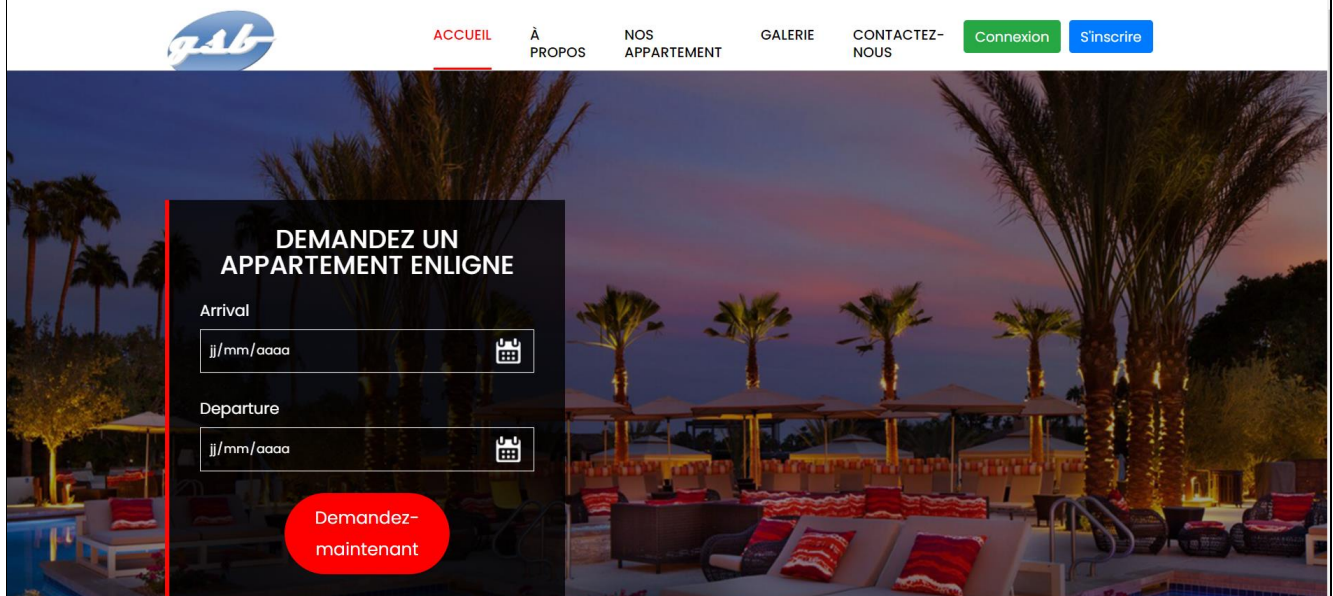 gsb
ACCUEIL
À
PROPOS
NOS
APPARTEMENT
GALERIE
CONTACTEZ-
NOUS
Connexion
S'inscrire
DEMANDEZ UN
APPARTEMENT ENLIGNE
Arrival
jj/mm/aaaa
Departure
jj/mm/aaaa
Demandez-
maintenant